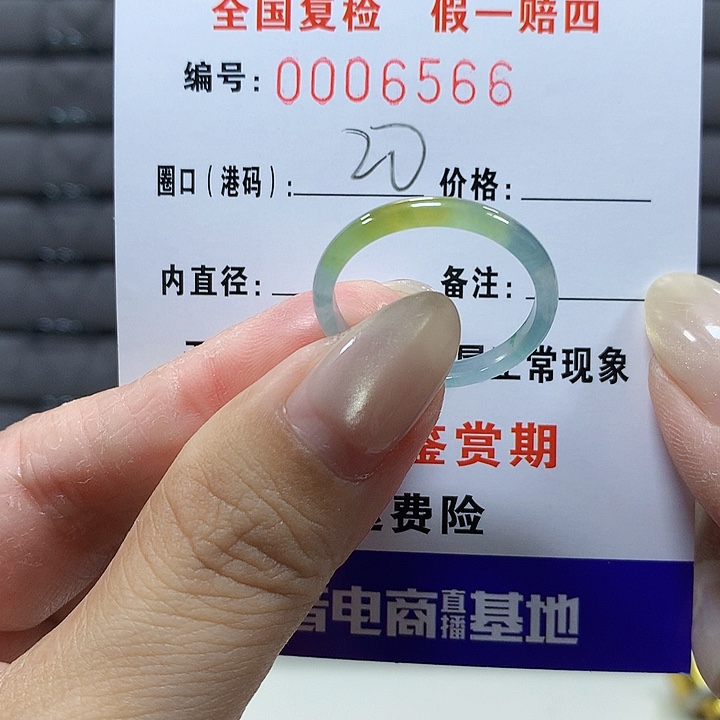 全国复检 假一赔四
编号：0006566
圈口（港码）：20 价格：
内直径： 备注：
正常现象
鉴赏期
费险
电商直播基地